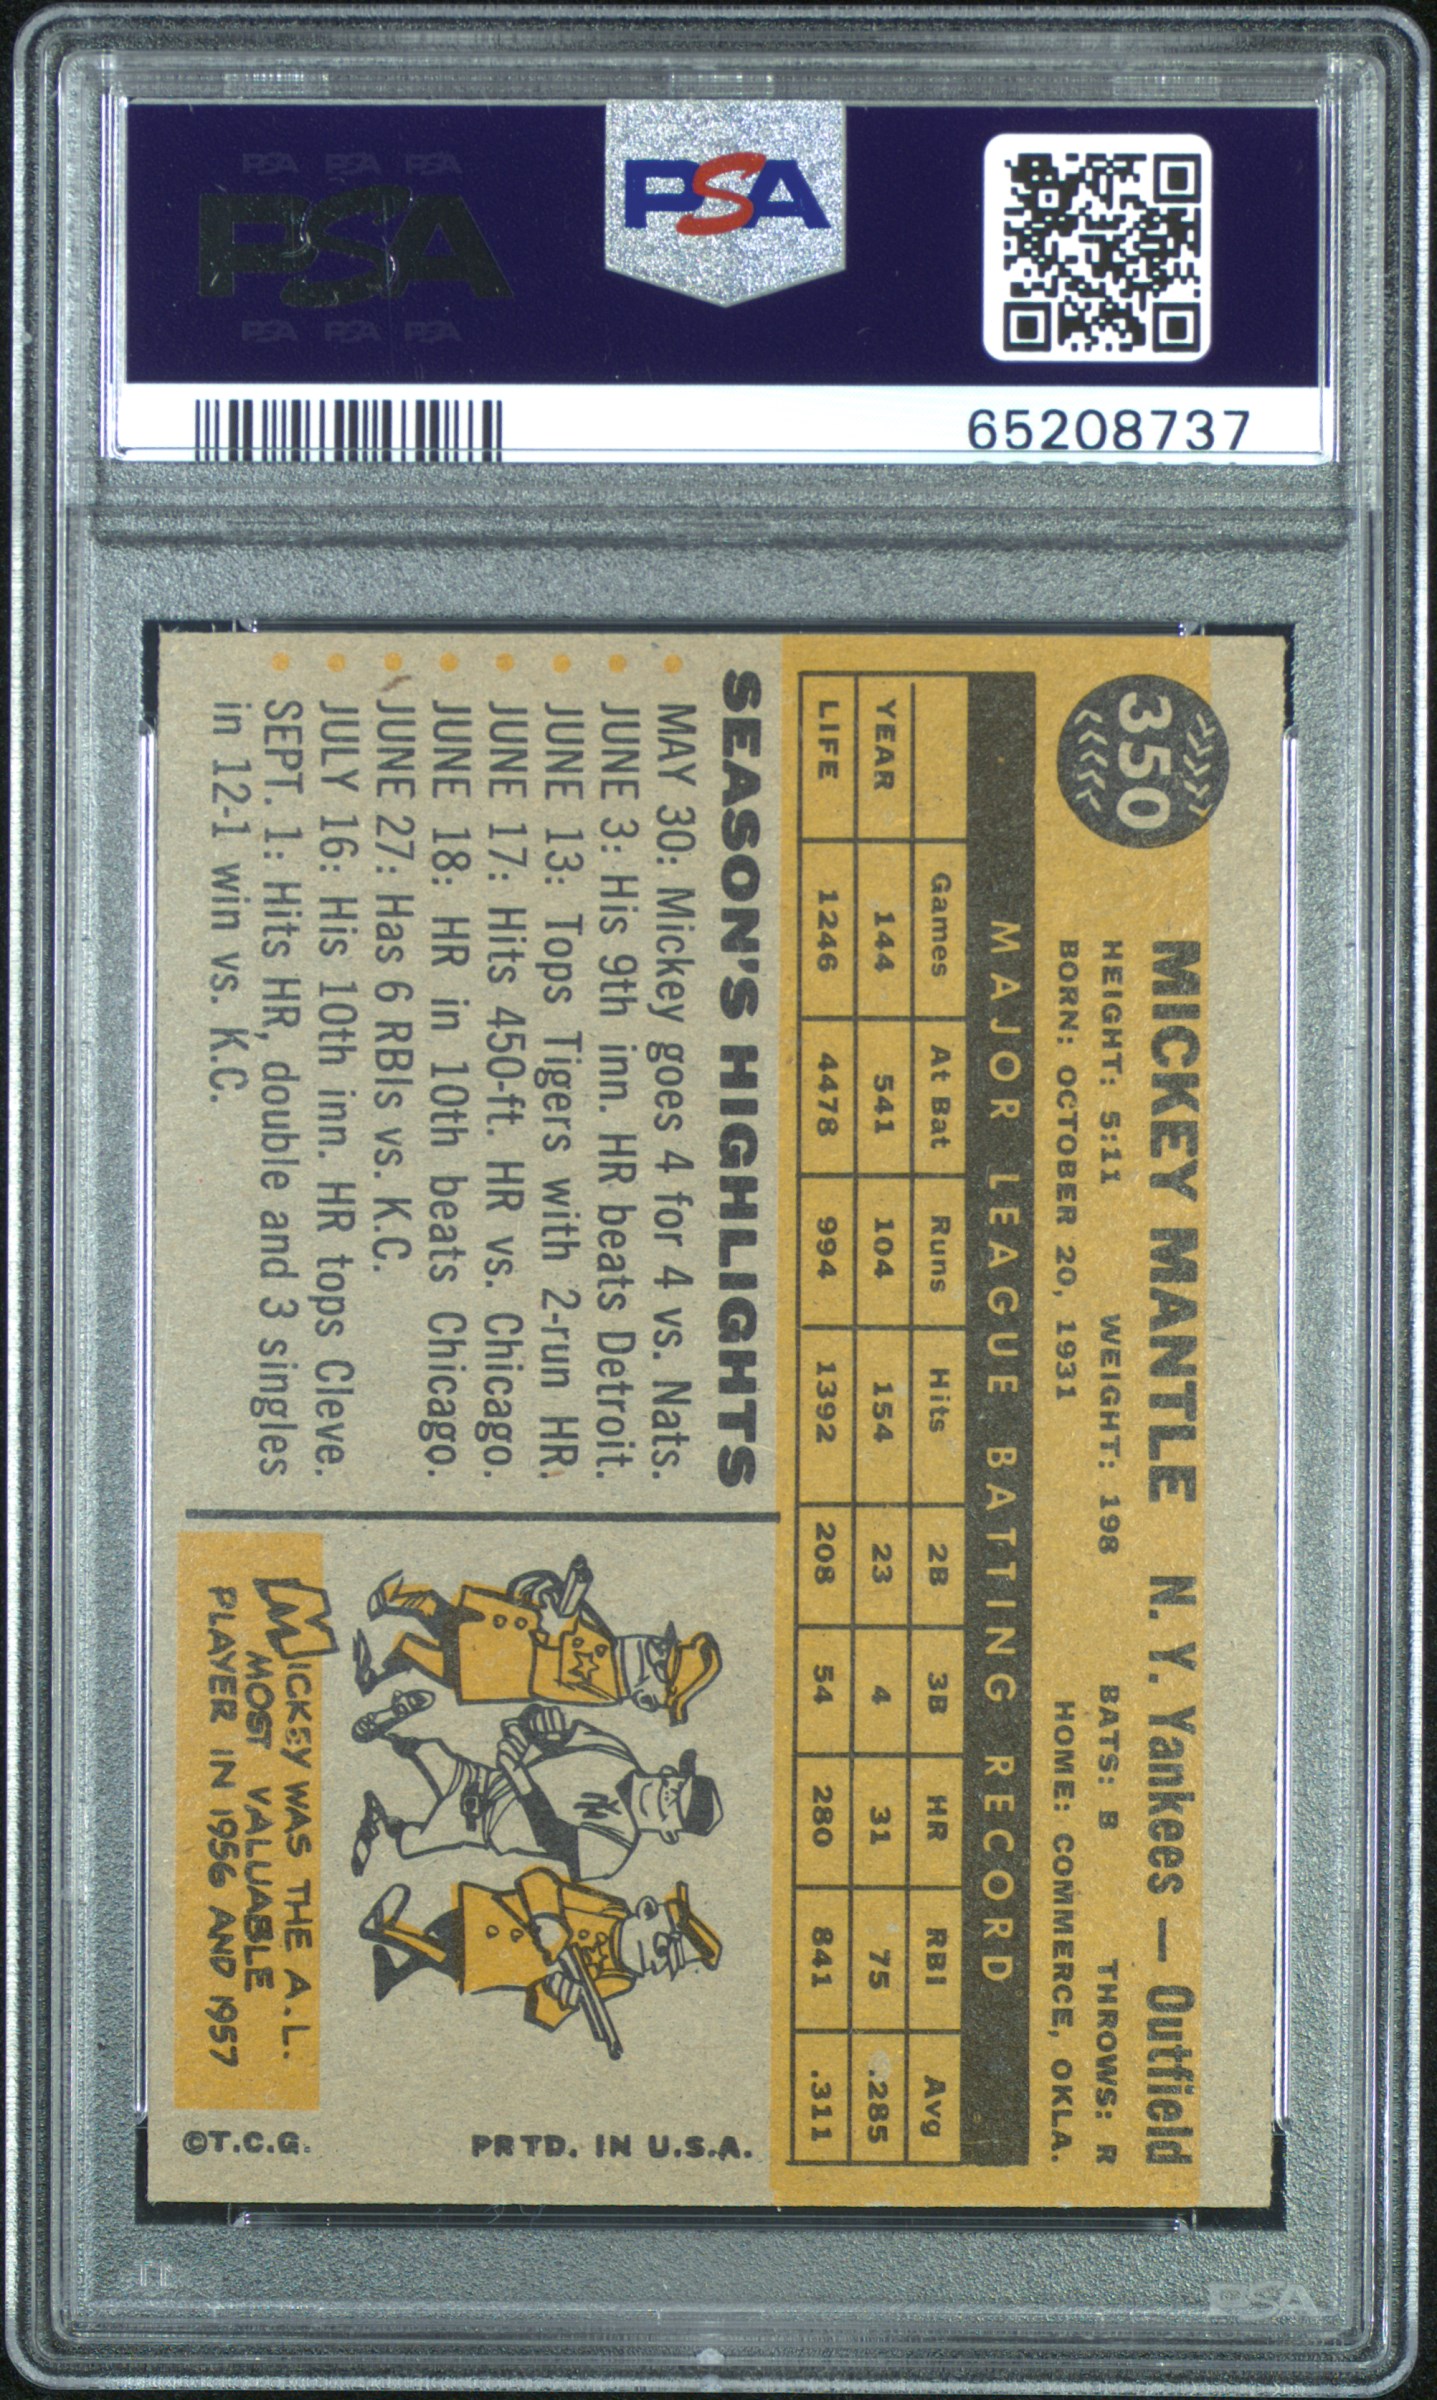 PSA PSA PSA
PSA
PSA PSA PSA
PSA
65208737
350
MICKEY MANTLE N. Y. Yankees — Outfield
HEIGHT: 5:11 WEIGHT: 198 BATS: B THROWS: R
BORN: OCTOBER 20, 1931 HOME: COMMERCE, OKLA.
MAJOR LEAGUE BATTING RECORD
Games At Bat Runs Hits 2B 3B HR RBI Avg
YEAR 144 541 104 154 23 4 31 75 .285
LIFE 1246 4478 994 1392 208 54 280 841 .311
SEASON'S HIGHLIGHTS
MAY 30: Mickey goes 4 for 4 vs. Nats.
JUNE 3: His 9th inn. HR beats Detroit.
JUNE 13: Tops Tigers with 2-run HR.
JUNE 17: Hits 450-ft. HR vs. Chicago.
JUNE 18: HR in 10th beats Chicago.
JUNE 27: Has 6 RBIs vs. K.C.
JULY 16: His 10th inn. HR tops Cleve.
SEPT. 1: Hits HR, double and 3 singles
in 12-1 win vs. K.C.
NY
MICKEY WAS THE A.L.
MOST VALUABLE
PLAYER IN 1956 AND 1957
PRTD. IN U.S.A.
©T.C.G.
PSA